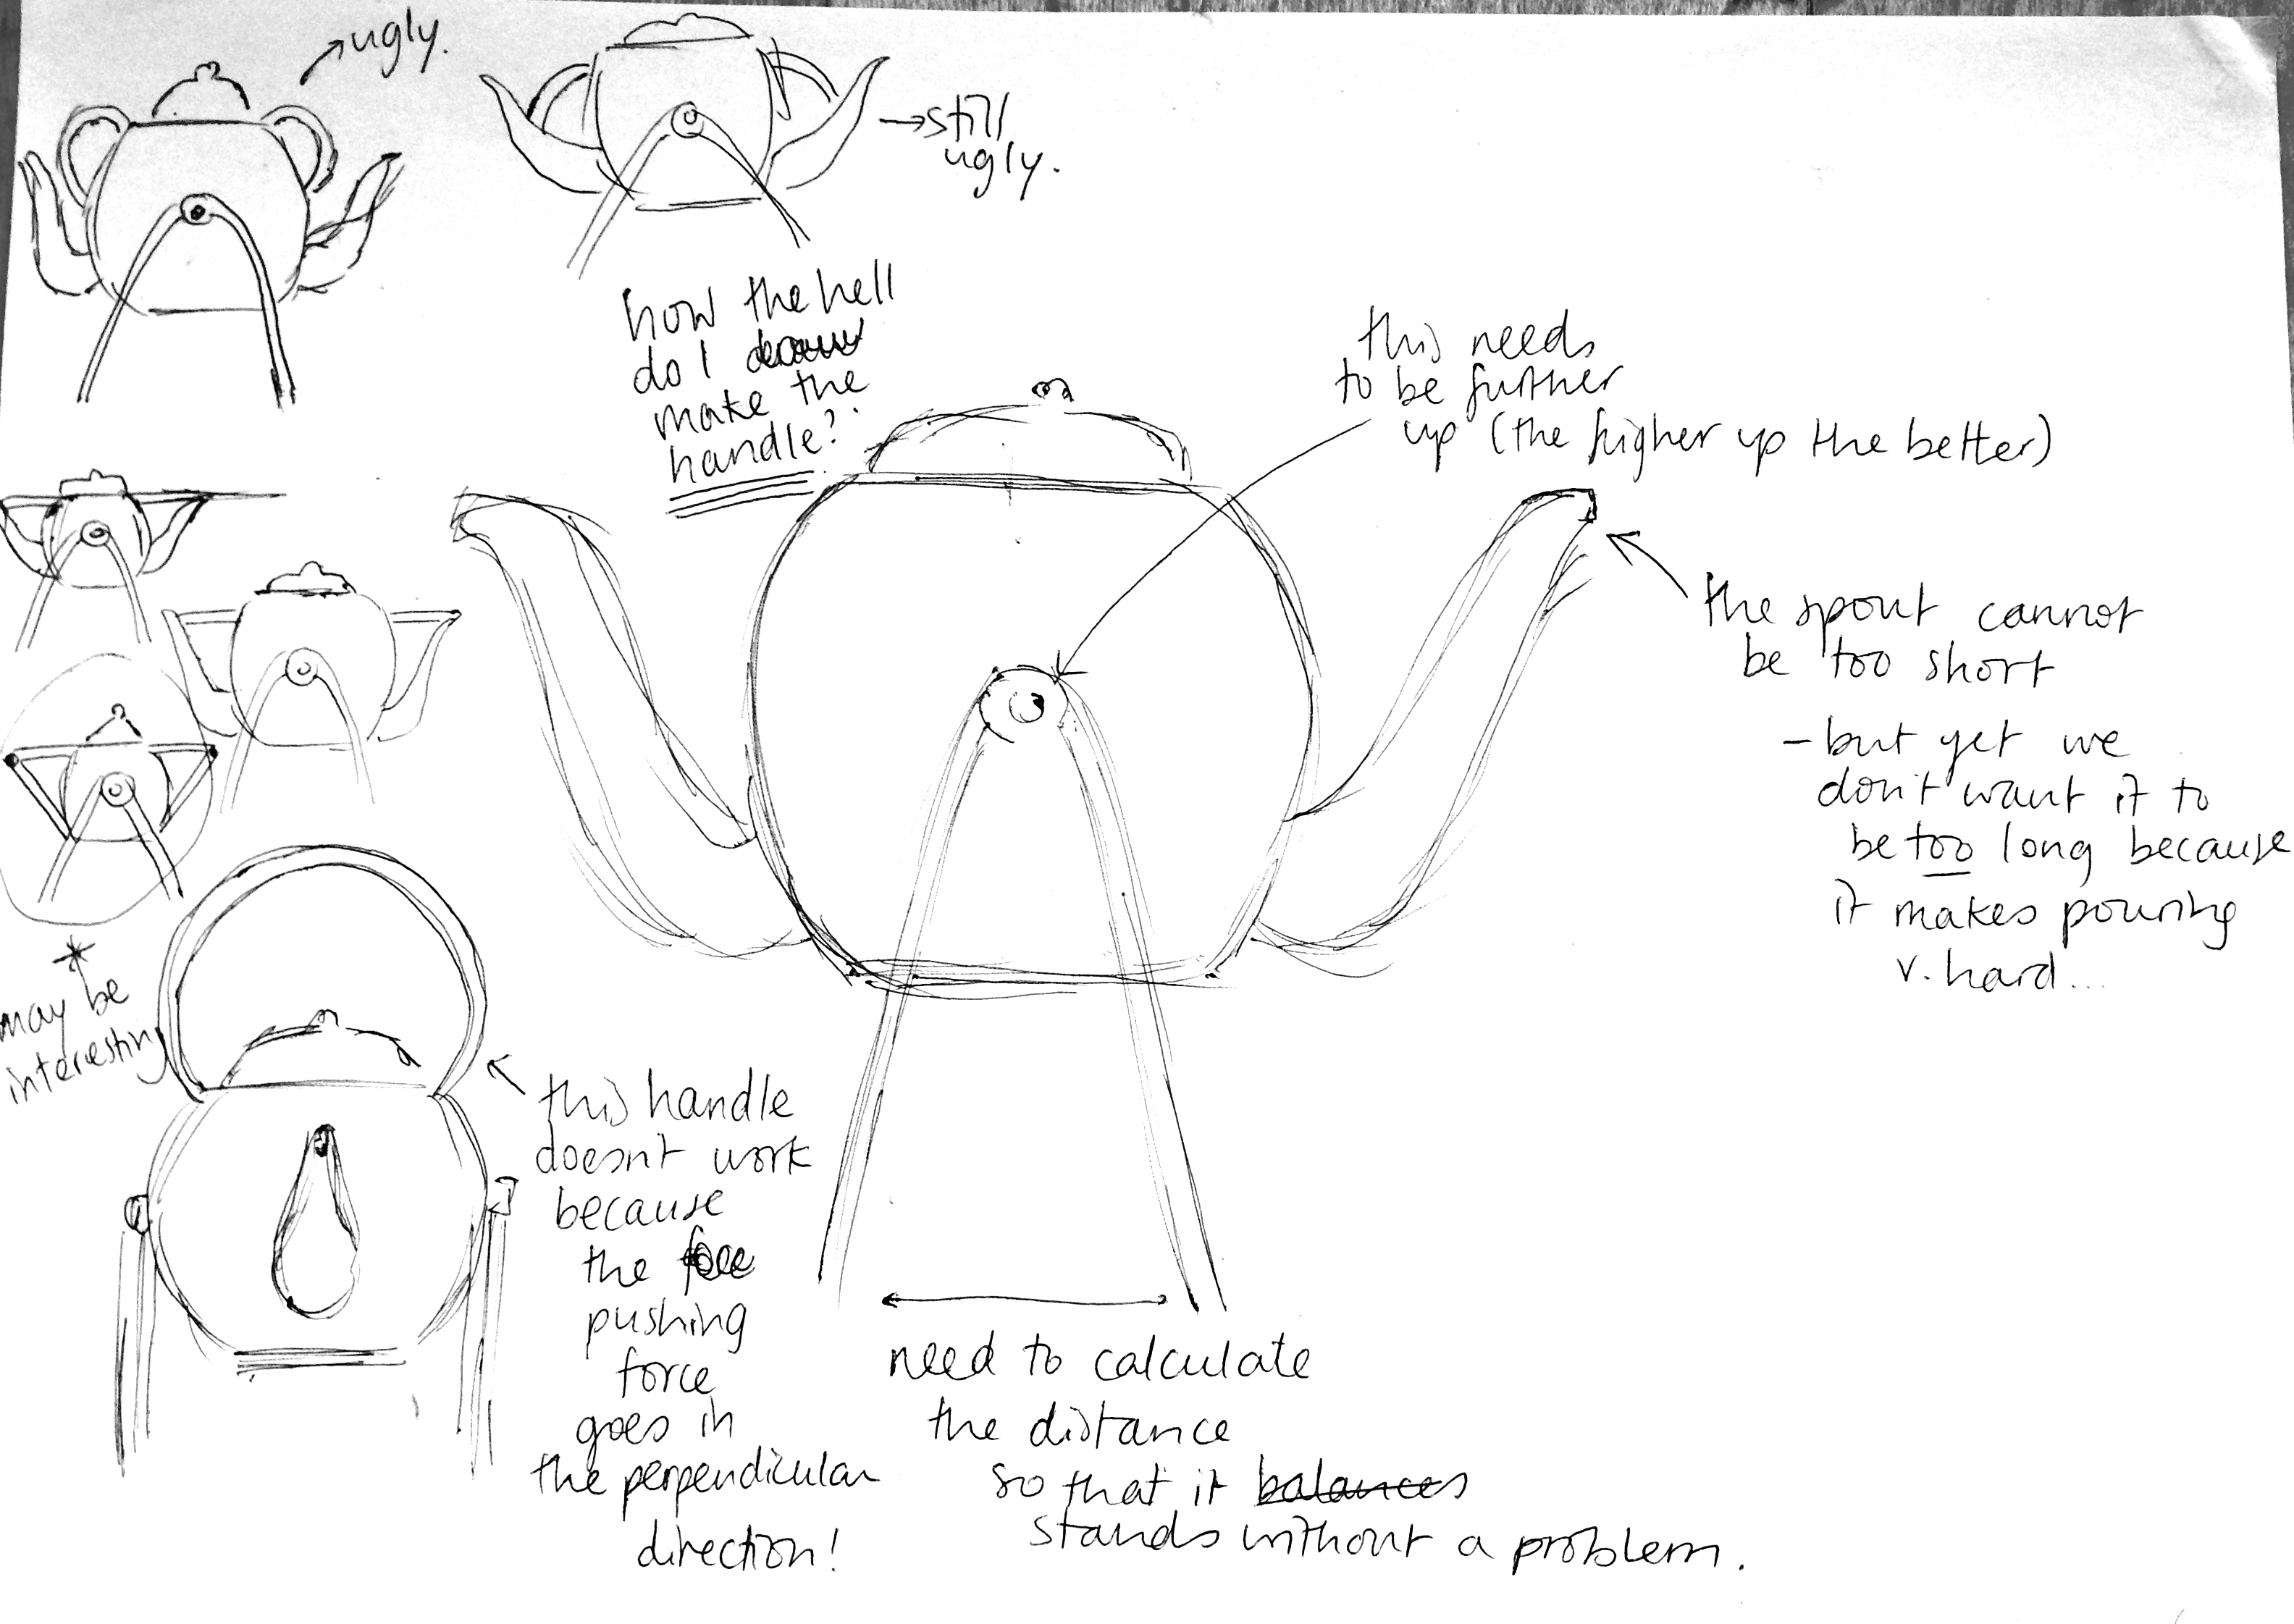 ugly.
still
ugly.
how the hell
do I draw
make the
handle?
this needs
to be further
up (the higher up the better)
the spout cannot
be too short
- but yet we
don't want it to
be too long because
it makes pouring
v. hard...
may be
interesting
this handle
doesn't work
because
the
pushing
force
goes in
the perpendicular
direction!
need to calculate
the distance
so that it balances
stands without a problem.